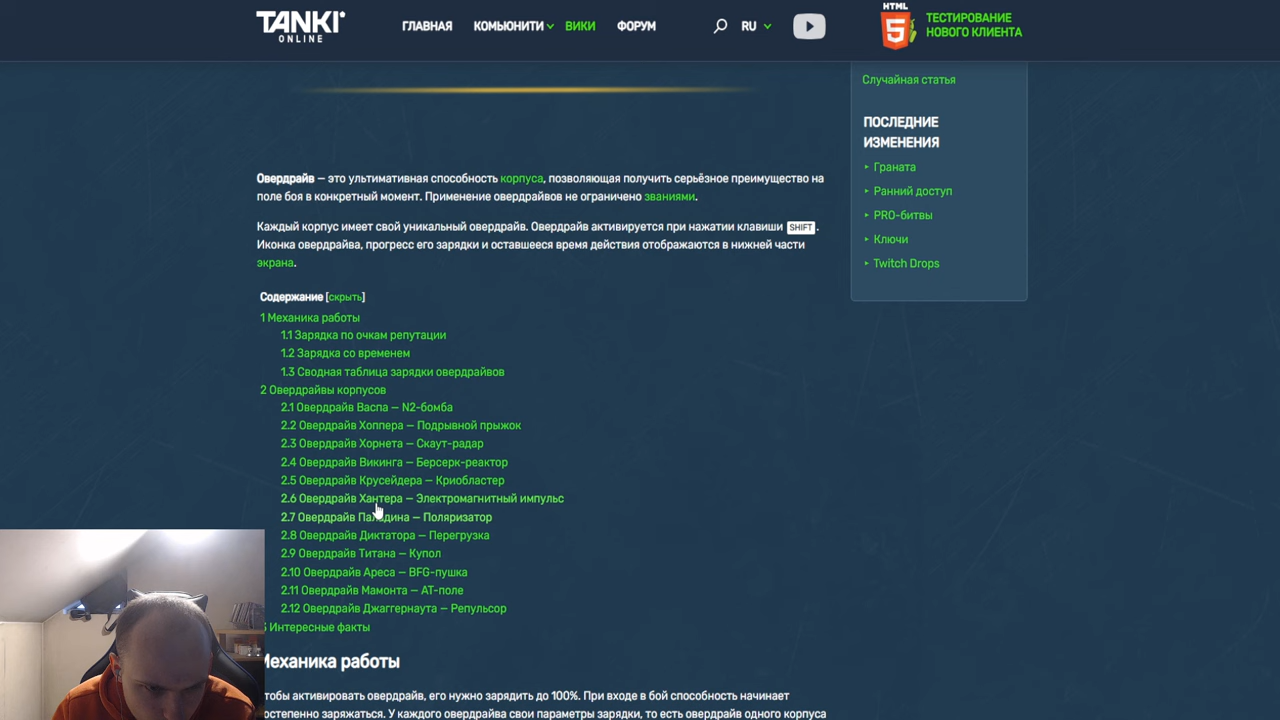 TANKI
ONLINE
ГЛАВНАЯ
КОМЬЮНИТИ
ВИКИ
ФОРУМ
RU
HTML
5
ТЕСТИРОВАНИЕ
НОВОГО КЛИЕНТА
Овердрайв — это ультимативная способность корпуса, позволяющая получить серьёзное преимущество на
поле боя в конкретный момент. Применение овердрайвов не ограничено званиями.
Каждый корпус имеет свой уникальный овердрайв. Овердрайв активируется при нажатии клавиши SHIFT.
Иконка овердрайва, прогресс его зарядки и оставшееся время действия отображаются в нижней части
экрана.
Содержание [скрыть]
1 Механика работы
1.1 Зарядка по очкам репутации
1.2 Зарядка со временем
1.3 Сводная таблица зарядки овердрайвов
2 Овердрайвы корпусов
2.1 Овердрайв Васпа — N2-бомба
2.2 Овердрайв Хоппера — Подрывной прыжок
2.3 Овердрайв Хорнета — Скаут-радар
2.4 Овердрайв Викинга — Берсерк-реактор
2.5 Овердрайв Крусейдера — Криобластер
2.6 Овердрайв Хантера — Электромагнитный импульс
2.7 Овердрайв Паладина — Поляризатор
2.8 Овердрайв Диктатора — Перегрузка
2.9 Овердрайв Титана — Купол
2.10 Овердрайв Ареса — BFG-пушка
2.11 Овердрайв Мамонта — АТ-поле
2.12 Овердрайв Джаггернаута — Репульсор
3 Интересные факты
Механика работы
тобы активировать овердрайв, его нужно зарядить до 100%. При входе в бой способность начинает
остепенно заряжаться. У каждого овердрайва свои параметры зарядки, то есть овердрайв одного корпуса
Случайная статья
ПОСЛЕДНИЕ
ИЗМЕНЕНИЯ
Граната
Ранний доступ
PRO-битвы
Ключи
Twitch Drops